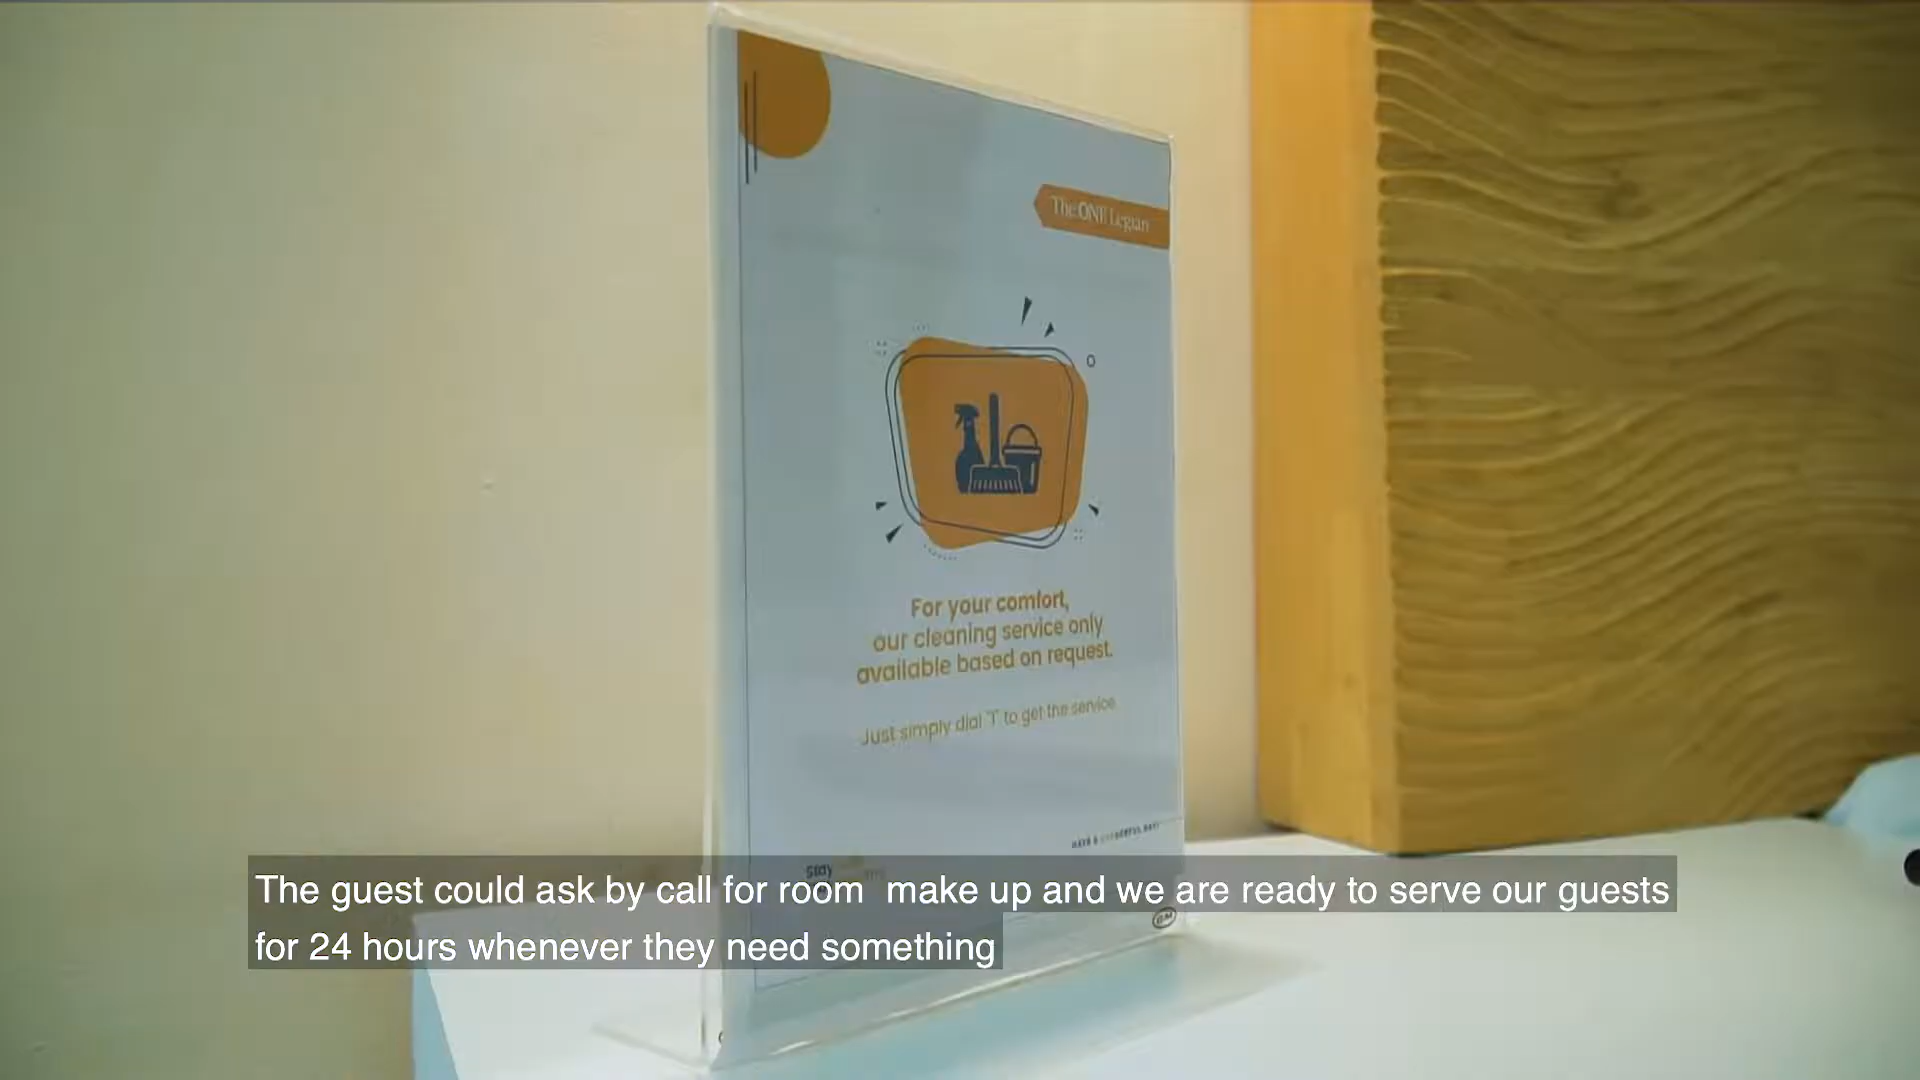 The ONE Legian
For your comfort,
our cleaning service only
available based on request.
Just simply dial "1" to get the service
HAVE A
The guest could ask by call for room  make up and we are ready to serve our guests
for 24 hours whenever they need something